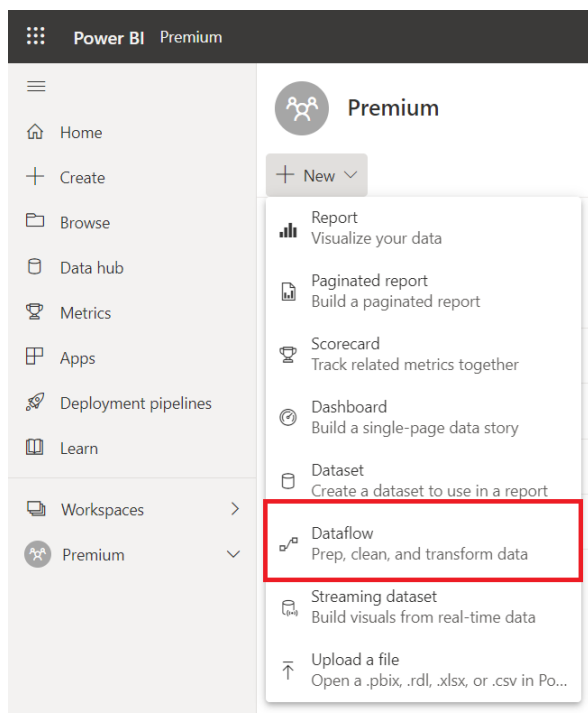 Power BI Premium
Home
Create
Browse
Data hub
Metrics
Apps
Deployment pipelines
Learn
Workspaces
Premium
Premium
New
Report
Visualize your data
Paginated report
Build a paginated report
Scorecard
Track related metrics together
Dashboard
Build a single-page data story
Dataset
Create a dataset to use in a report
Dataflow
Prep, clean, and transform data
Streaming dataset
Build visuals from real-time data
Upload a file
Open a .pbix, .rdl, .xlsx, or .csv in Po...